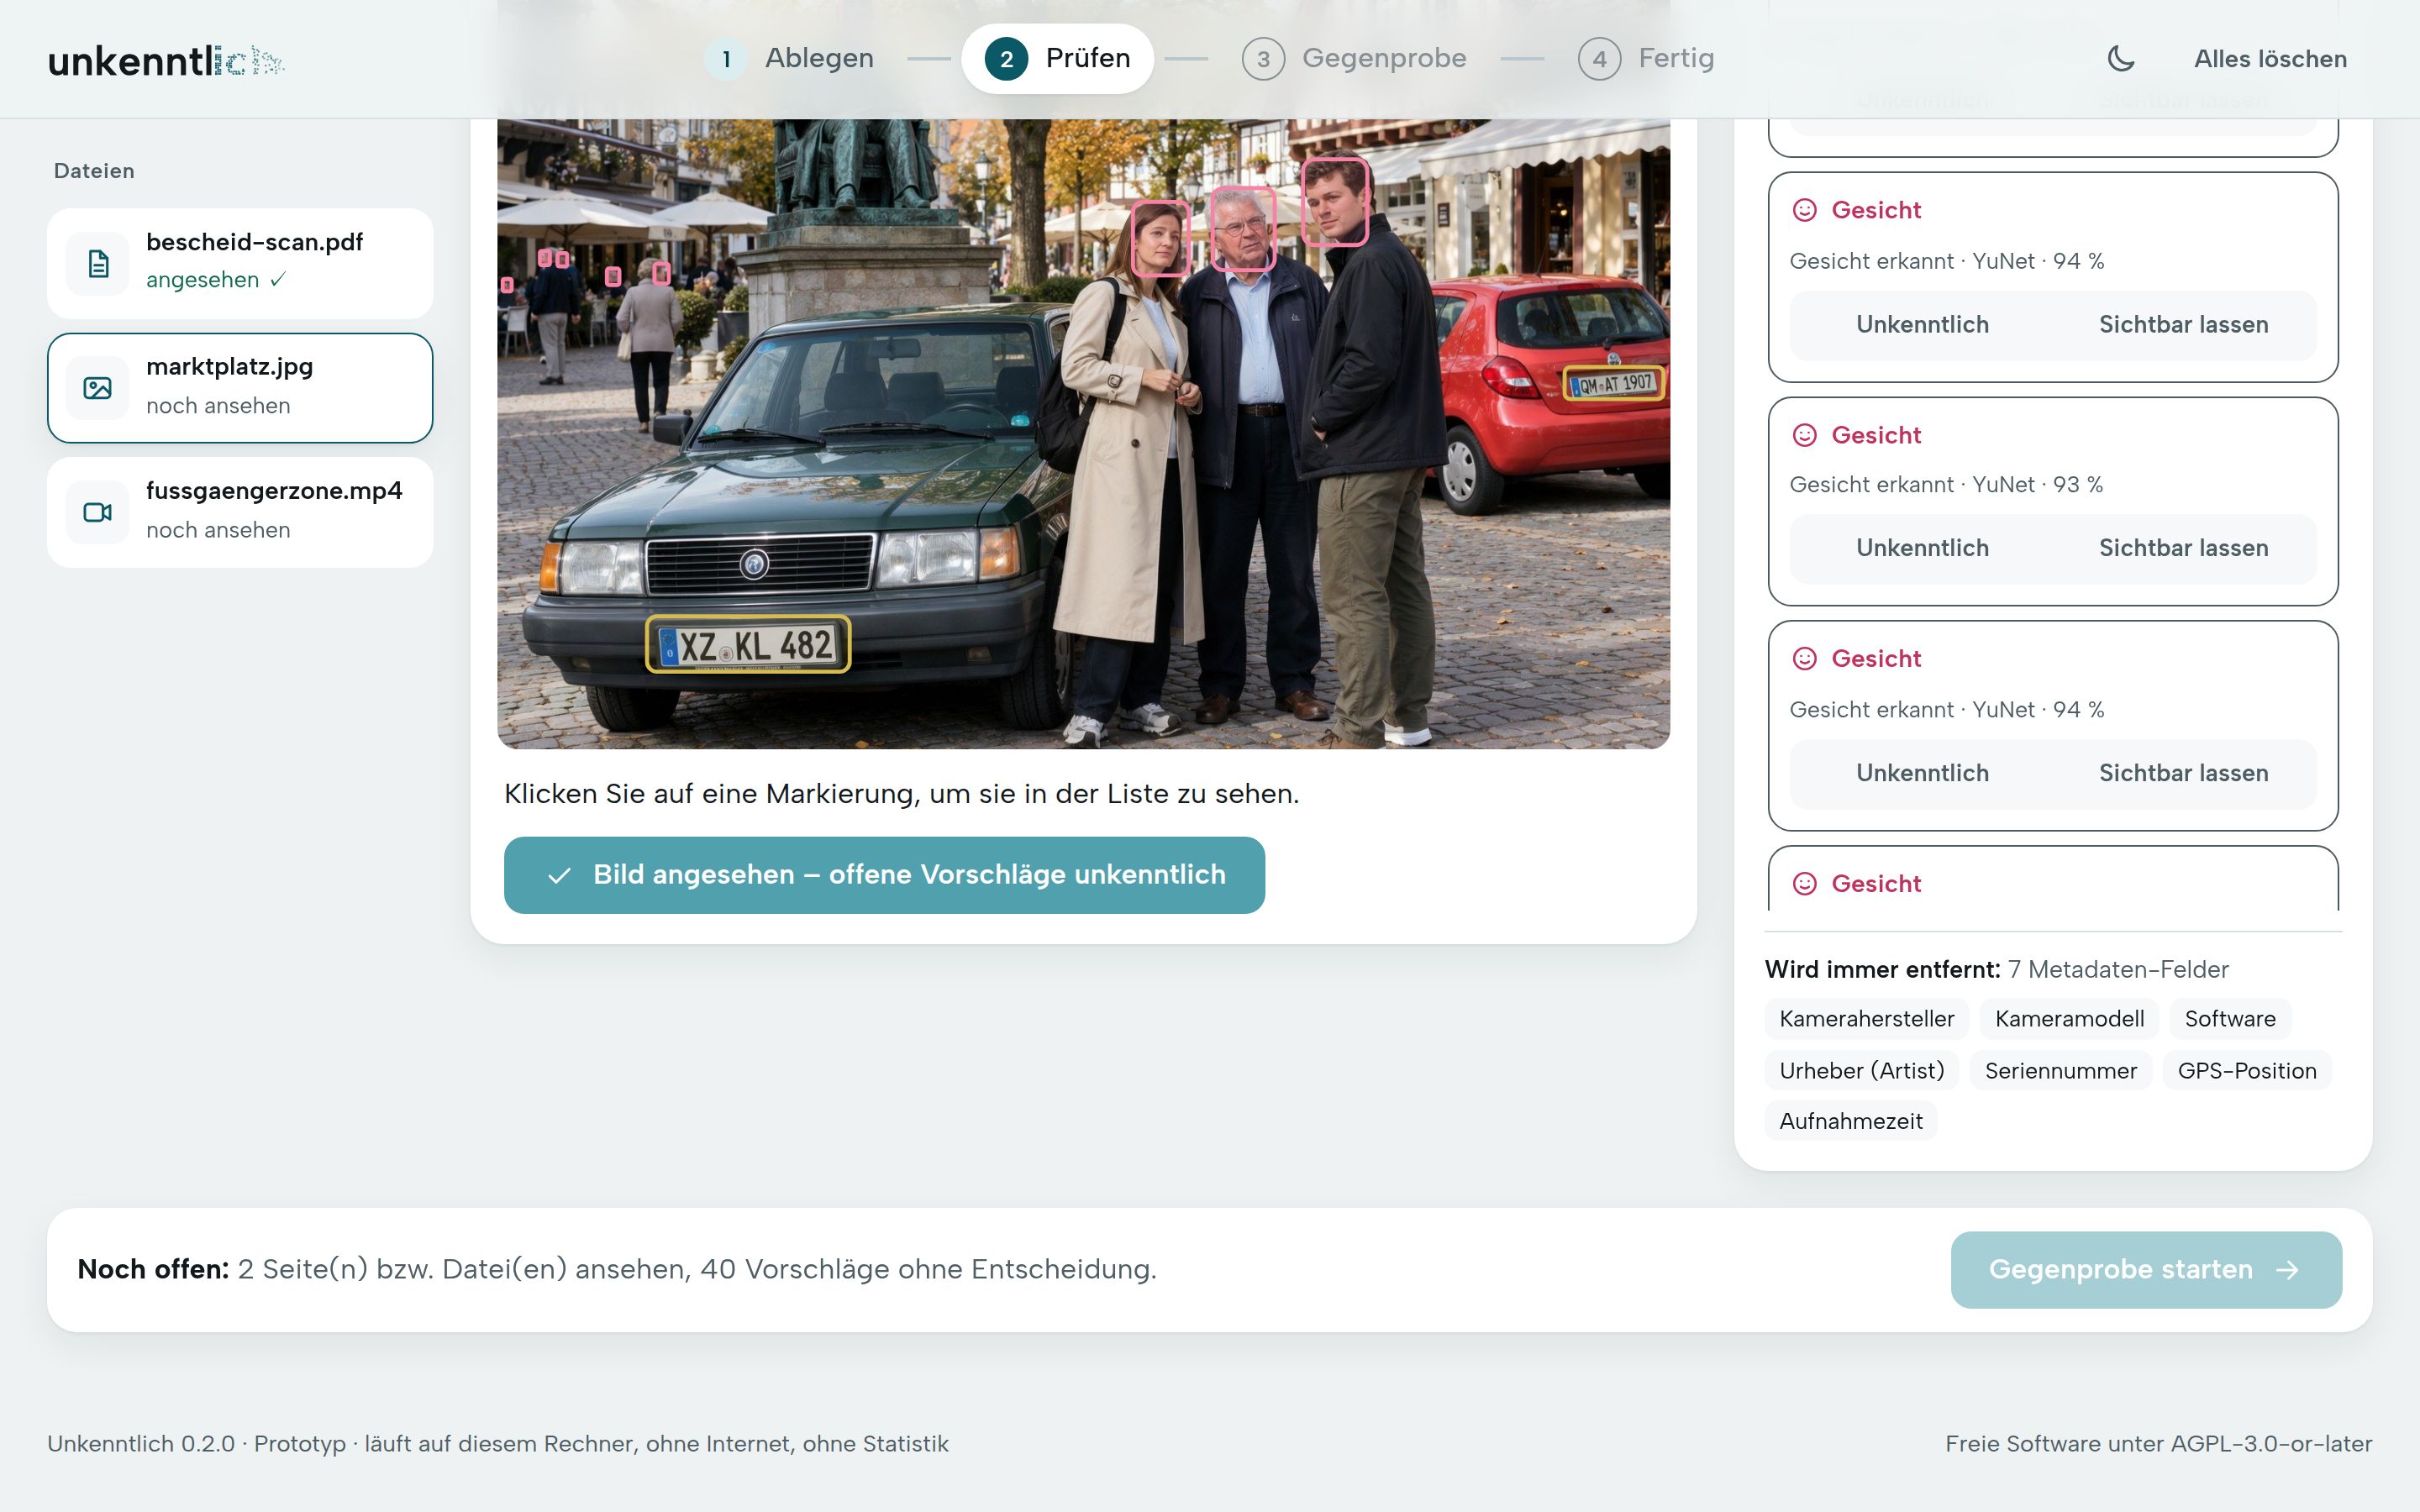 unkenntlich
1 Ablegen
2 Prüfen
3 Gegenprobe
4 Fertig
Alles löschen
Dateien
bescheid-scan.pdf
angesehen ✓
marktplatz.jpg
noch ansehen
fussgaengerzone.mp4
noch ansehen
QM AT 1907
XZ KL 482
Klicken Sie auf eine Markierung, um sie in der Liste zu sehen.
Bild angesehen – offene Vorschläge unkenntlich
Unkenntlich Sichtbar lassen
Gesicht
Gesicht erkannt · YuNet · 94 %
Unkenntlich Sichtbar lassen
Gesicht
Gesicht erkannt · YuNet · 93 %
Unkenntlich Sichtbar lassen
Gesicht
Gesicht erkannt · YuNet · 94 %
Unkenntlich Sichtbar lassen
Gesicht
Wird immer entfernt: 7 Metadaten-Felder
Kamerahersteller Kameramodell Software
Urheber (Artist) Seriennummer GPS-Position
Aufnahmezeit
Noch offen: 2 Seite(n) bzw. Datei(en) ansehen, 40 Vorschläge ohne Entscheidung.
Gegenprobe starten →
Unkenntlich 0.2.0 · Prototyp · läuft auf diesem Rechner, ohne Internet, ohne Statistik
Freie Software unter AGPL-3.0-or-later